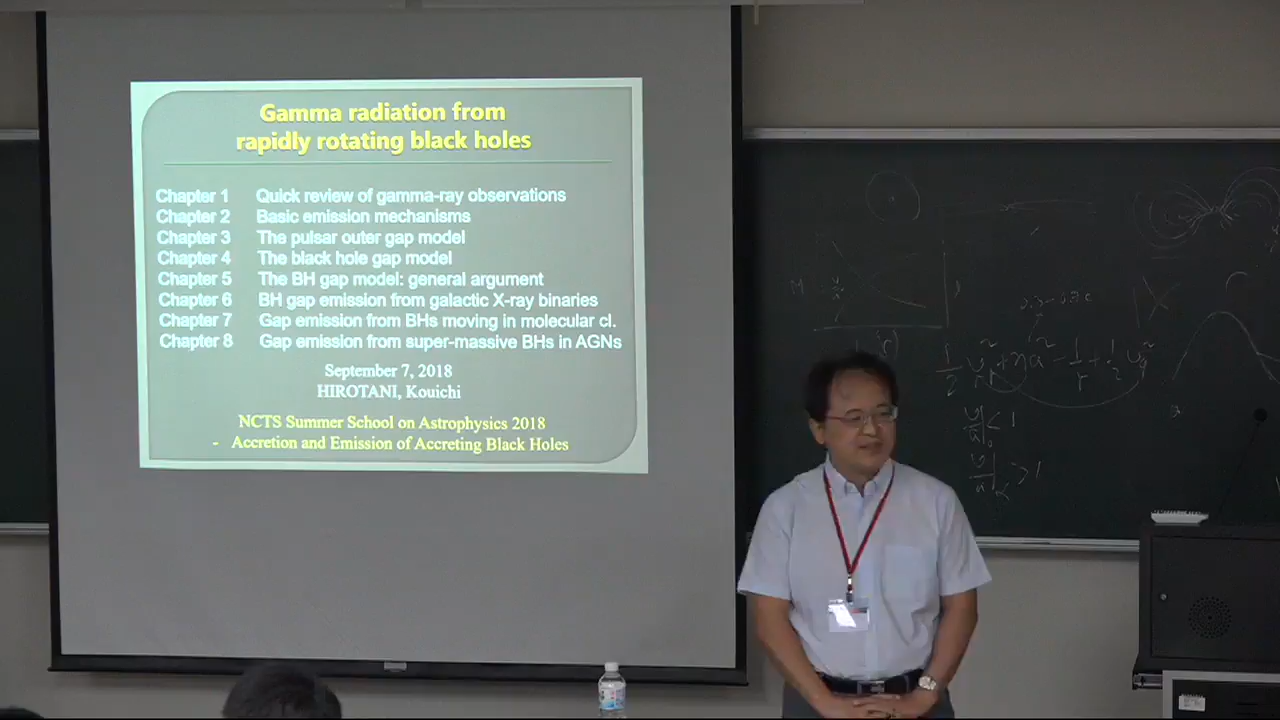 Gamma radiation from
rapidly rotating black holes
Chapter 1 Quick review of gamma-ray observations
Chapter 2 Basic emission mechanisms
Chapter 3 The pulsar outer gap model
Chapter 4 The black hole gap model
Chapter 5 The BH gap model: general argument
Chapter 6 BH gap emission from galactic X-ray binaries
Chapter 7 Gap emission from BHs moving in molecular cl.
Chapter 8 Gap emission from super-massive BHs in AGNs
September 7, 2018
HIROTANI, Kouichi
NCTS Summer School on Astrophysics 2018
- Accretion and Emission of Accreting Black Holes